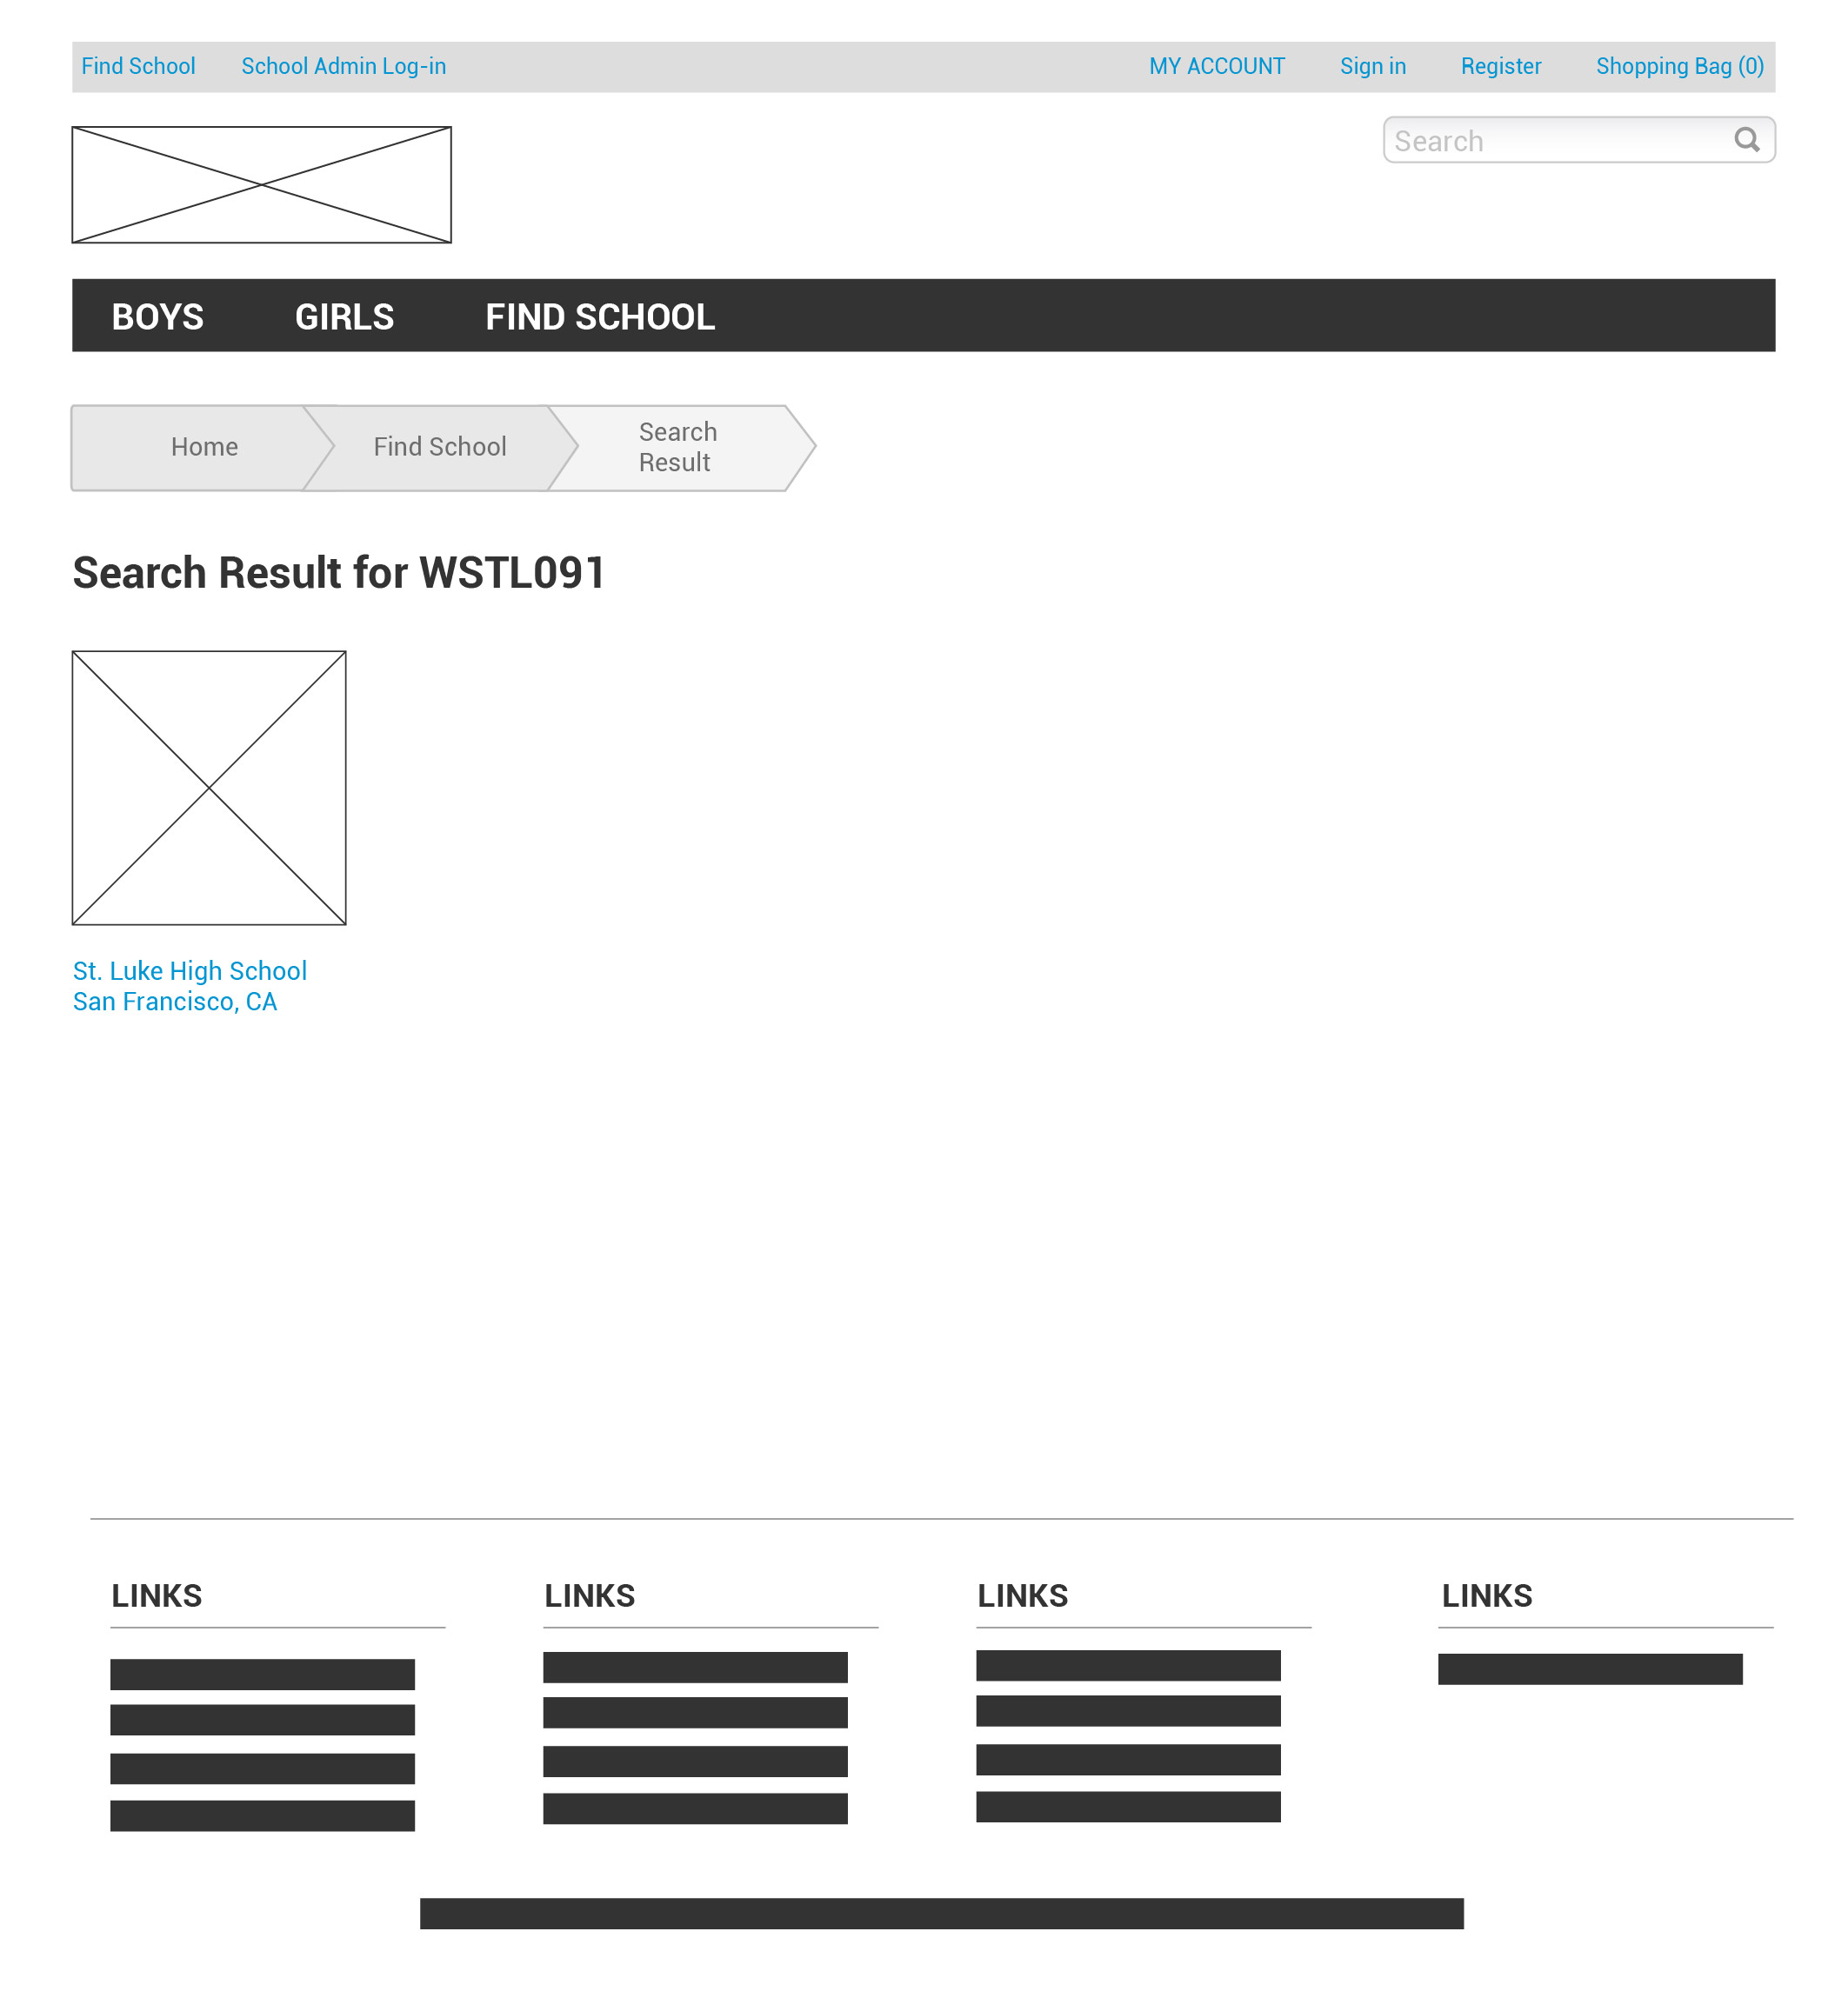 Find School School Admin Log-in MY ACCOUNT Sign in Register Shopping Bag (0)
Search
BOYS GIRLS FIND SCHOOL
Home Find School Search
Result
Search Result for WSTL091
St. Luke High School
San Francisco, CA
LINKS LINKS LINKS LINKS